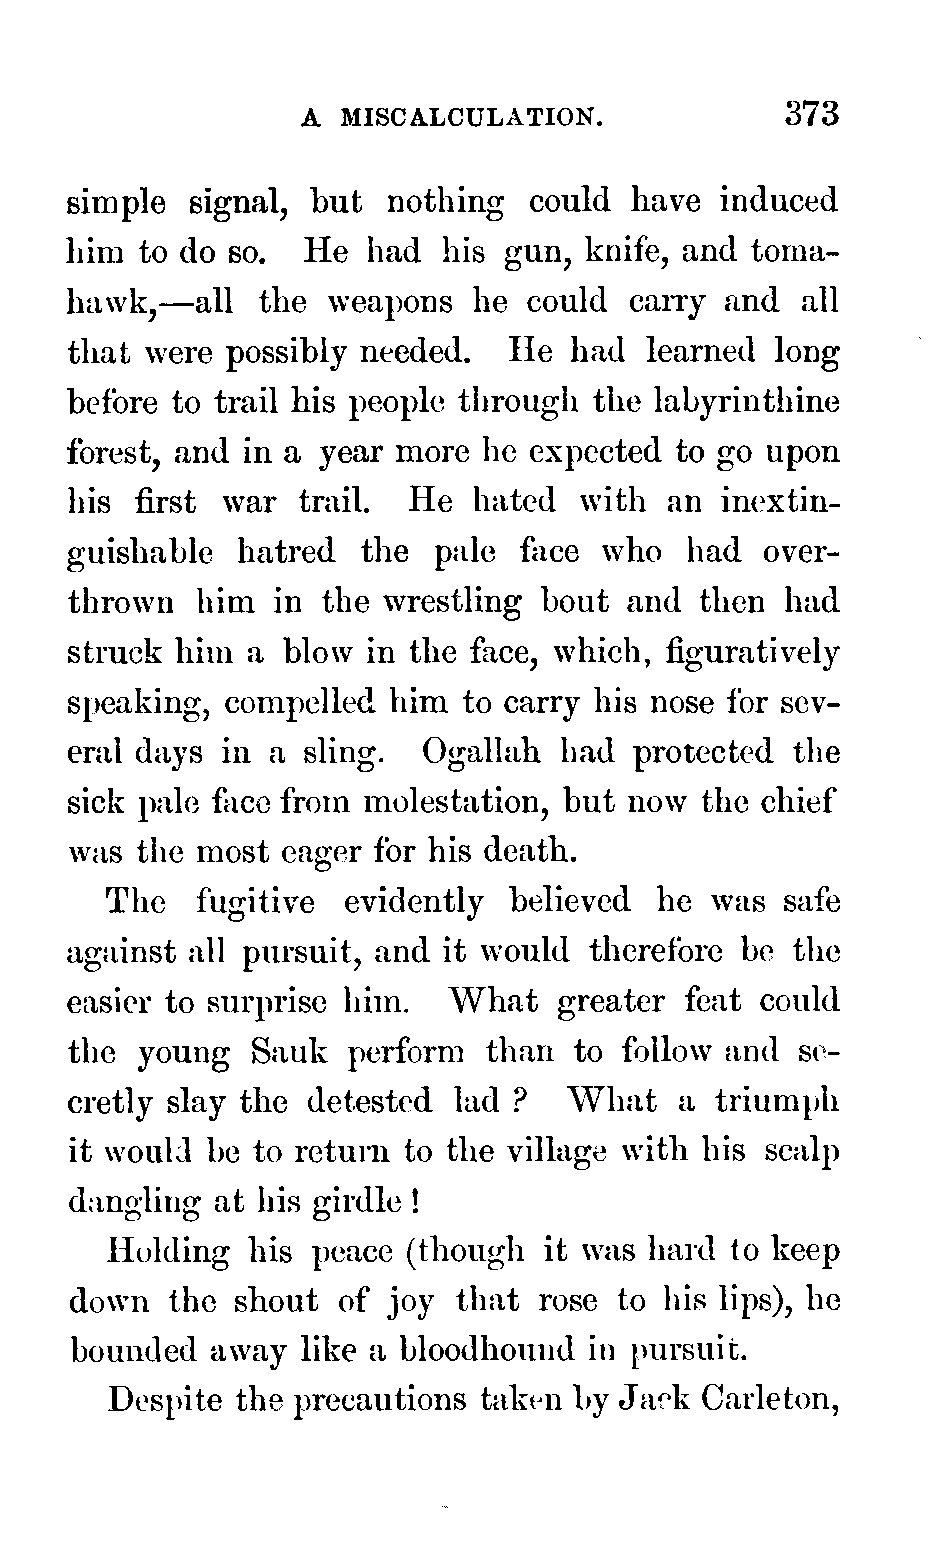 A MISCALCULATION. 373
simple signal, but nothing could have induced
him to do so. He had his gun, knife, and toma-
hawk,—all the weapons he could carry and all
that were possibly needed. He had learned long
before to trail his people through the labyrinthine
forest, and in a year more he expected to go upon
his first war trail. He hated with an inextin-
guishable hatred the pale face who had over-
thrown him in the wrestling bout and then had
struck him a blow in the face, which, figuratively
speaking, compelled him to carry his nose for sev-
eral days in a sling. Ogallah had protected the
sick pale face from molestation, but now the chief
was the most eager for his death.
The fugitive evidently believed he was safe
against all pursuit, and it would therefore be the
easier to surprise him. What greater feat could
the young Sauk perform than to follow and se-
cretly slay the detested lad ? What a triumph
it would be to return to the village with his scalp
dangling at his girdle !
Holding his peace (though it was hard to keep
down the shout of joy that rose to his lips), he
bounded away like a bloodhound in pursuit.
Despite the precautions taken by Jack Carleton,